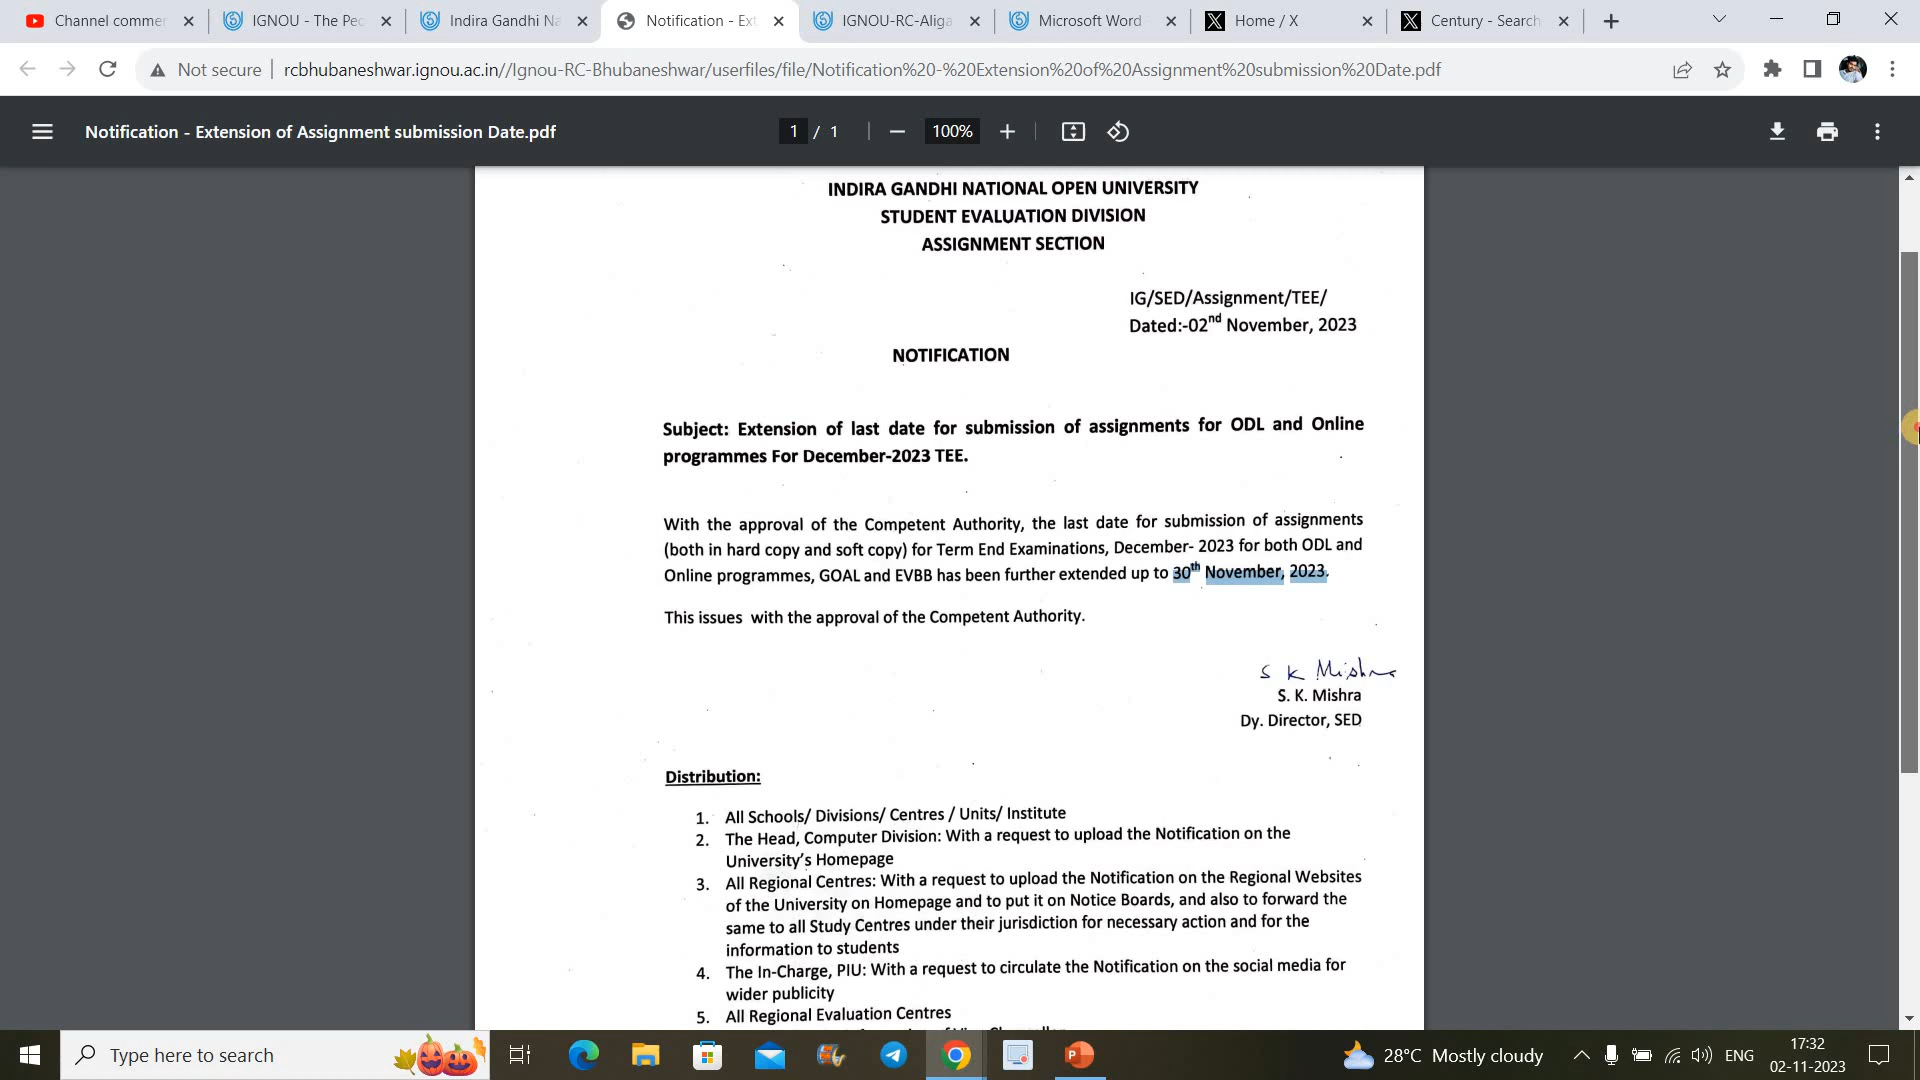 Channel commen
IGNOU - The Peo
Indira Gandhi Na
Notification - Ext
IGNOU-RC-Aliga
Microsoft Word -
Home / X
Century - Search
Not secure
rcbhubaneshwar.ignou.ac.in//Ignou-RC-Bhubaneshwar/userfiles/file/Notification%20-%20Extension%20of%20Assignment%20submission%20Date.pdf
Notification - Extension of Assignment submission Date.pdf
1 / 1
100%
INDIRA GANDHI NATIONAL OPEN UNIVERSITY
STUDENT EVALUATION DIVISION
ASSIGNMENT SECTION
IG/SED/Assignment/TEE/
Dated:-02nd November, 2023
NOTIFICATION
Subject: Extension of last date for submission of assignments for ODL and Online
programmes For December-2023 TEE.
With the approval of the Competent Authority, the last date for submission of assignments
(both in hard copy and soft copy) for Term End Examinations, December- 2023 for both ODL and
Online programmes, GOAL and EVBB has been further extended up to 30th November, 2023.
This issues with the approval of the Competent Authority.
S K Mishra
S. K. Mishra
Dy. Director, SED
Distribution:
1. All Schools/ Divisions/ Centres / Units/ Institute
2. The Head, Computer Division: With a request to upload the Notification on the
University's Homepage
3. All Regional Centres: With a request to upload the Notification on the Regional Websites
of the University on Homepage and to put it on Notice Boards, and also to forward the
same to all Study Centres under their jurisdiction for necessary action and for the
information to students
4. The In-Charge, PIU: With a request to circulate the Notification on the social media for
wider publicity
5. All Regional Evaluation Centres
Type here to search
28°C Mostly cloudy
ENG
17:32
02-11-2023